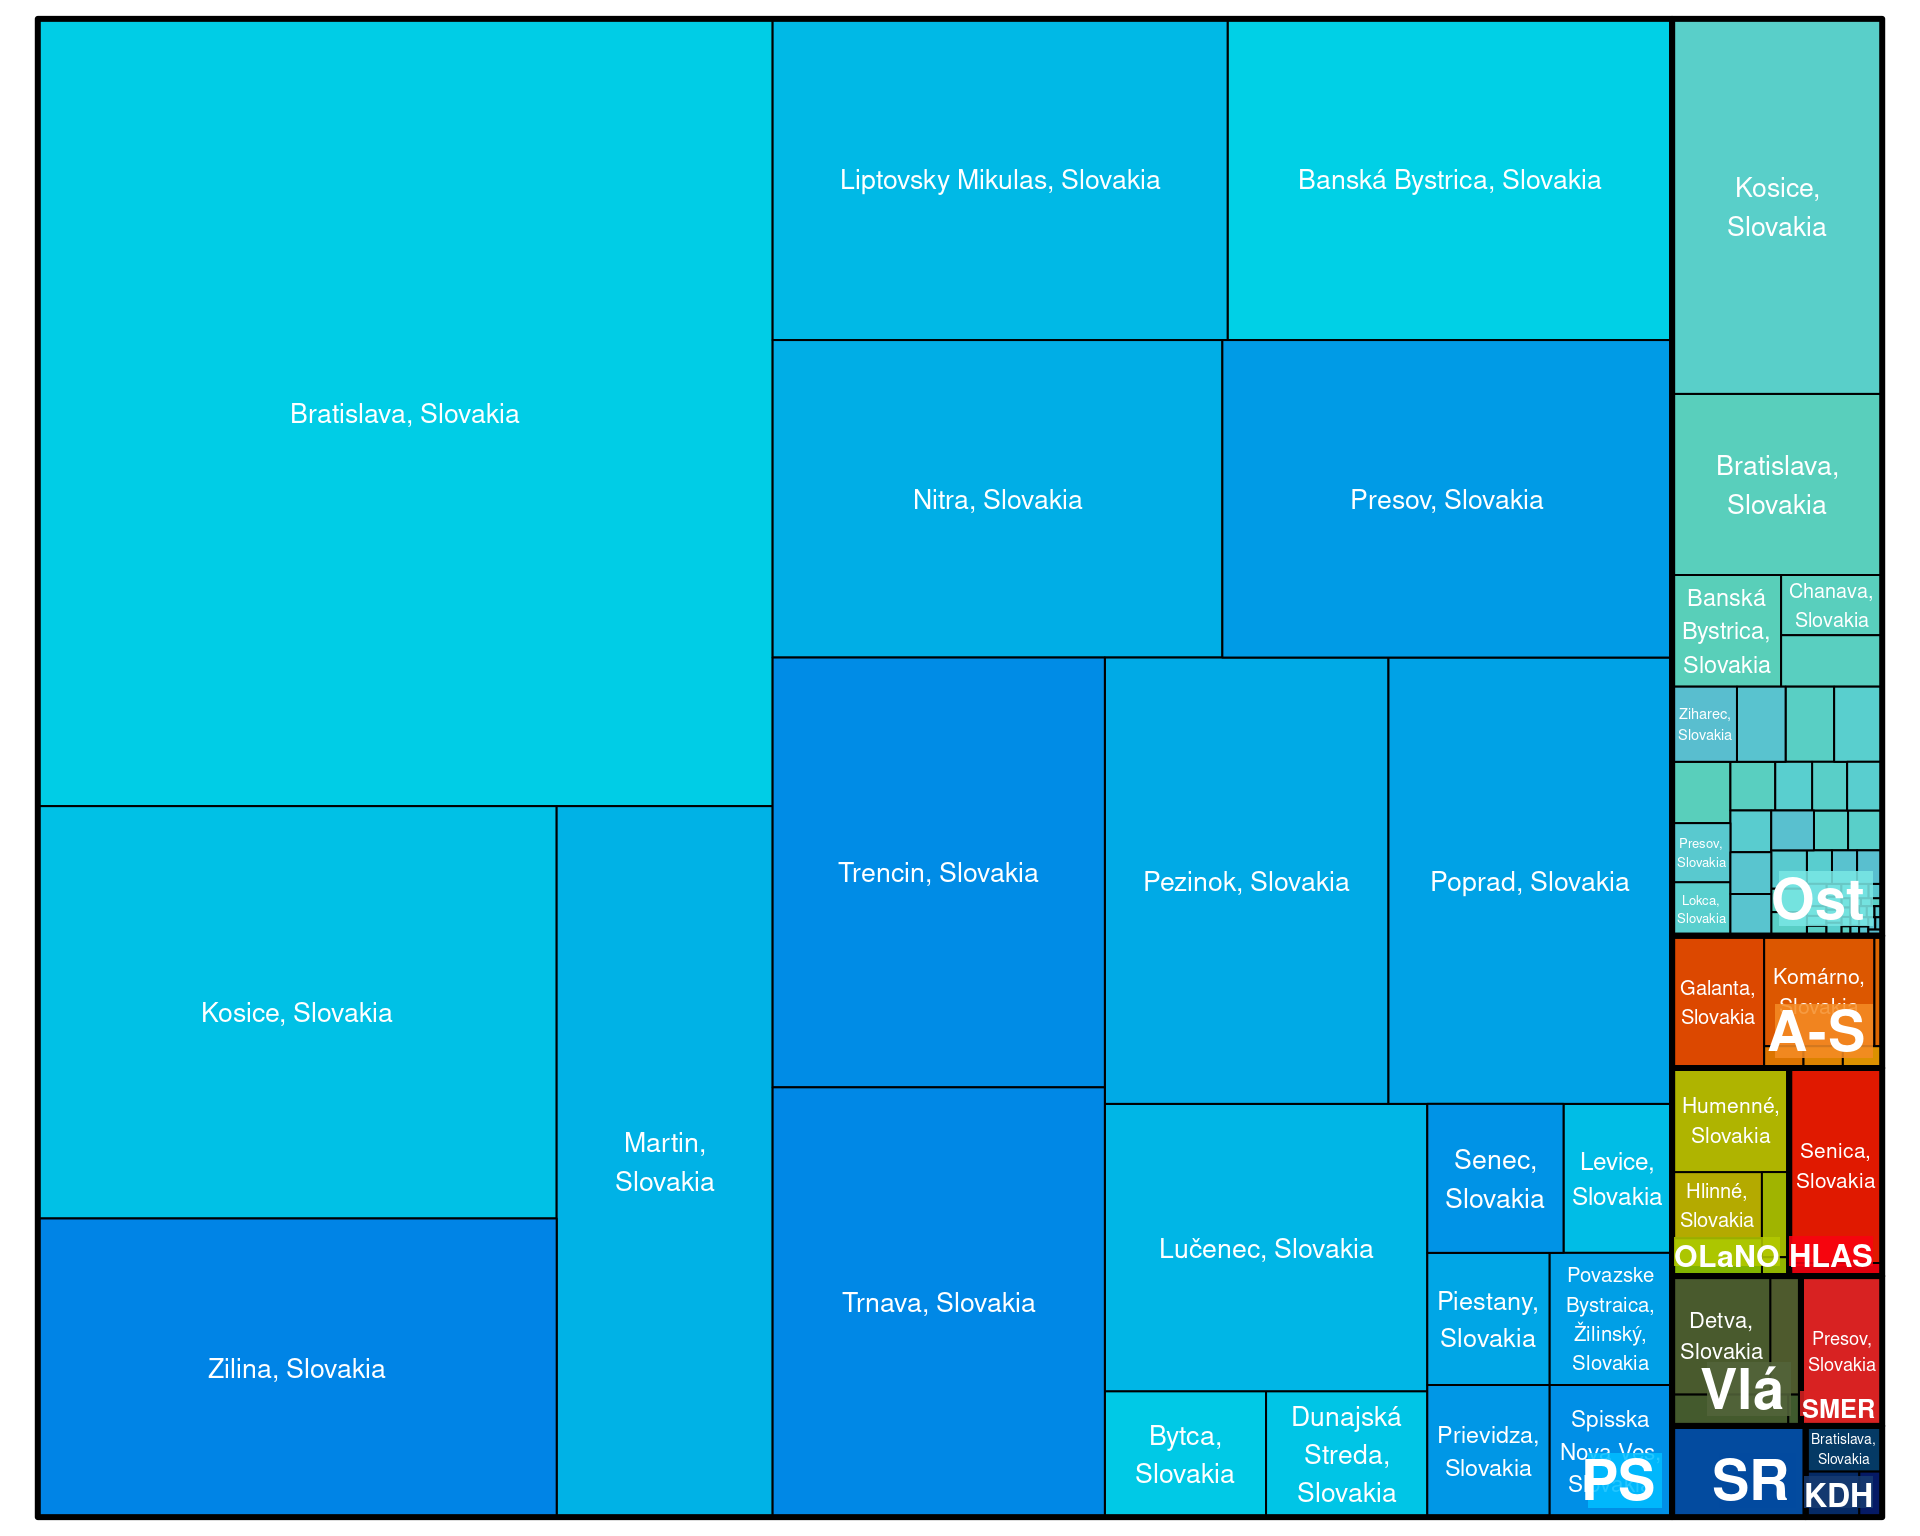 Bratislava, Slovakia
Liptovsky Mikulas, Slovakia
Banská Bystrica, Slovakia
Nitra, Slovakia
Presov, Slovakia
Kosice, Slovakia
Martin,
Slovakia
Zilina, Slovakia
Trencin, Slovakia
Trnava, Slovakia
Pezinok, Slovakia
Poprad, Slovakia
Lučenec, Slovakia
Senec,
Slovakia
Levice,
Slovakia
Piestany,
Slovakia
Povazske
Bystraica,
Žilinský,
Slovakia
Bytca,
Slovakia
Dunajská
Streda,
Slovakia
Prievidza,
Slovakia
Spisska
Nova Ves,
Slovakia
PS
Kosice,
Slovakia
Bratislava,
Slovakia
Banská
Bystrica,
Slovakia
Chanava,
Slovakia
Ziharec,
Slovakia
Presov,
Slovakia
Lokca,
Slovakia
Ost
Galanta,
Slovakia
Komárno,
Slovakia
A-S
Humenné,
Slovakia
Hlinné,
Slovakia
OLaNO
Senica,
Slovakia
HLAS
Detva,
Slovakia
Vlá
Presov,
Slovakia
SMER
SR
Bratislava,
Slovakia
KDH